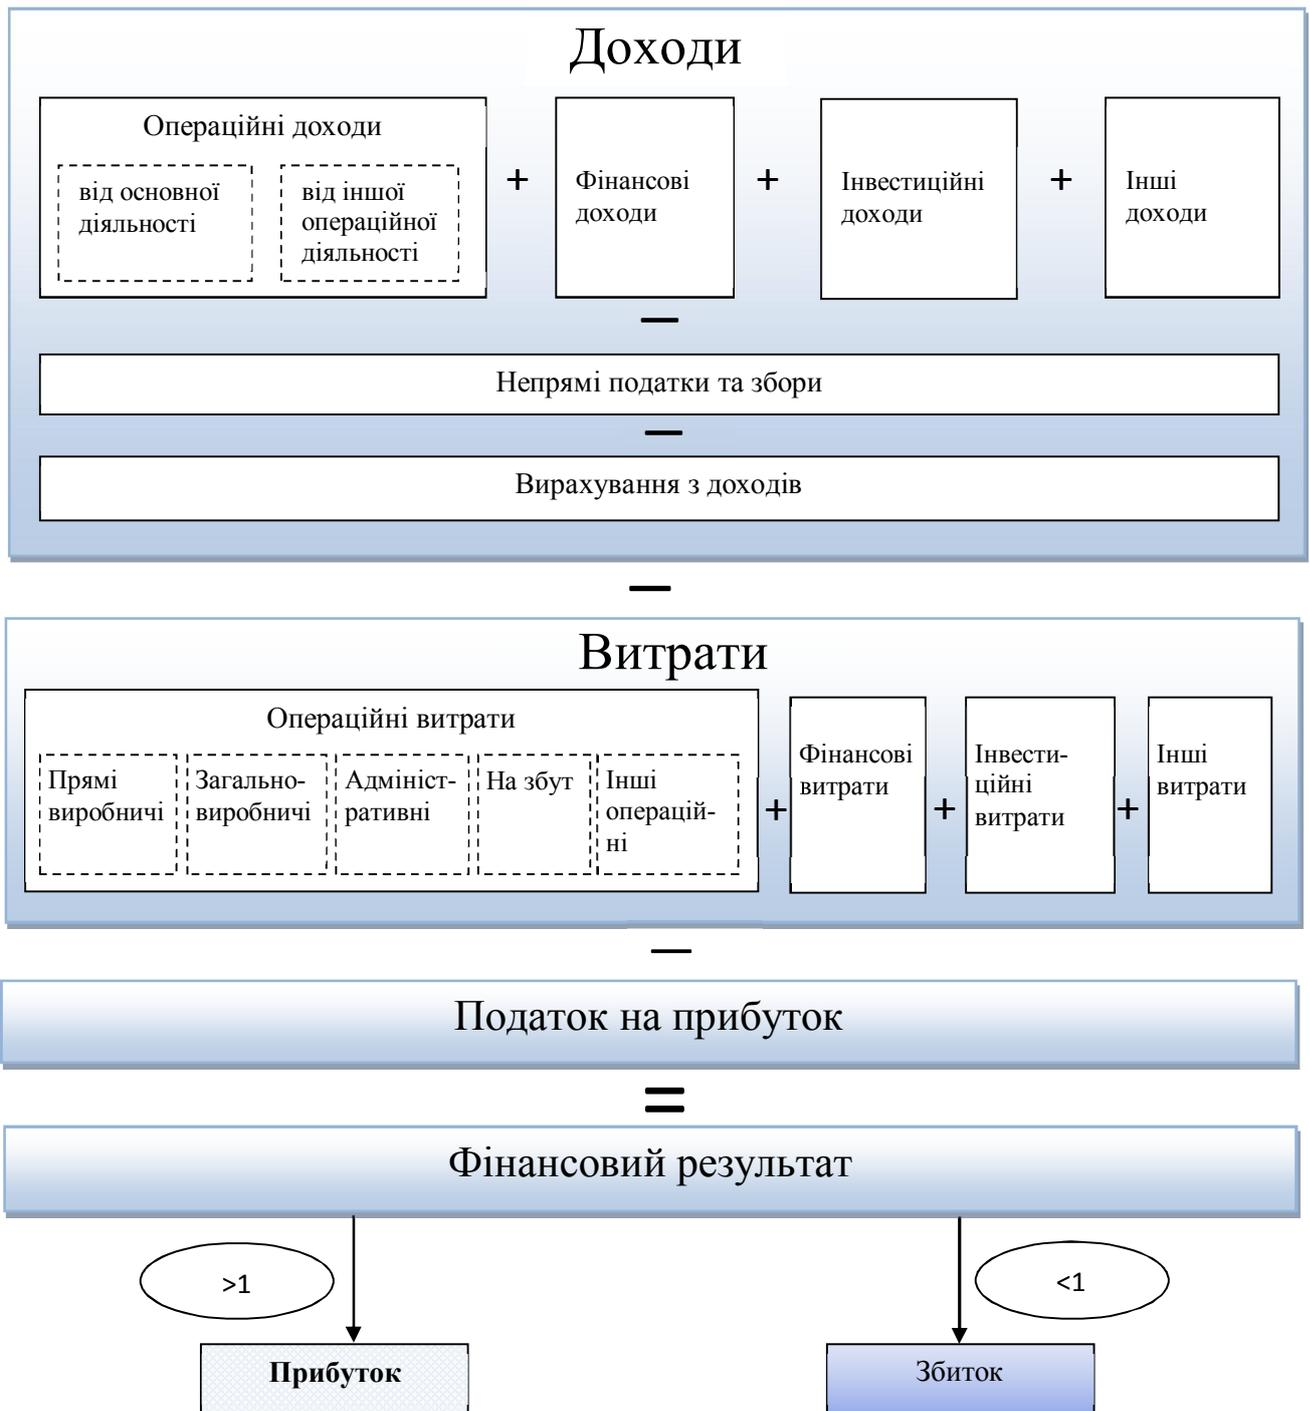 Доходи
Операційні доходи
від основної
діяльності
від іншої
операційної
діяльності
+
Фінансові
доходи
+
Інвестиційні
доходи
+
Інші
доходи
—
Непрямі податки та збори
—
Вирахування з доходів
—
Витрати
Операційні витрати
Прямі
виробничі
Загально-
виробничі
Адмініст-
ративні
На збут
Інші
операцій-
ні
+
Фінансові
витрати
+
Інвести-
ційні
витрати
+
Інші
витрати
—
Податок на прибуток
=
Фінансовий результат
>1
<1
Прибуток
Збиток